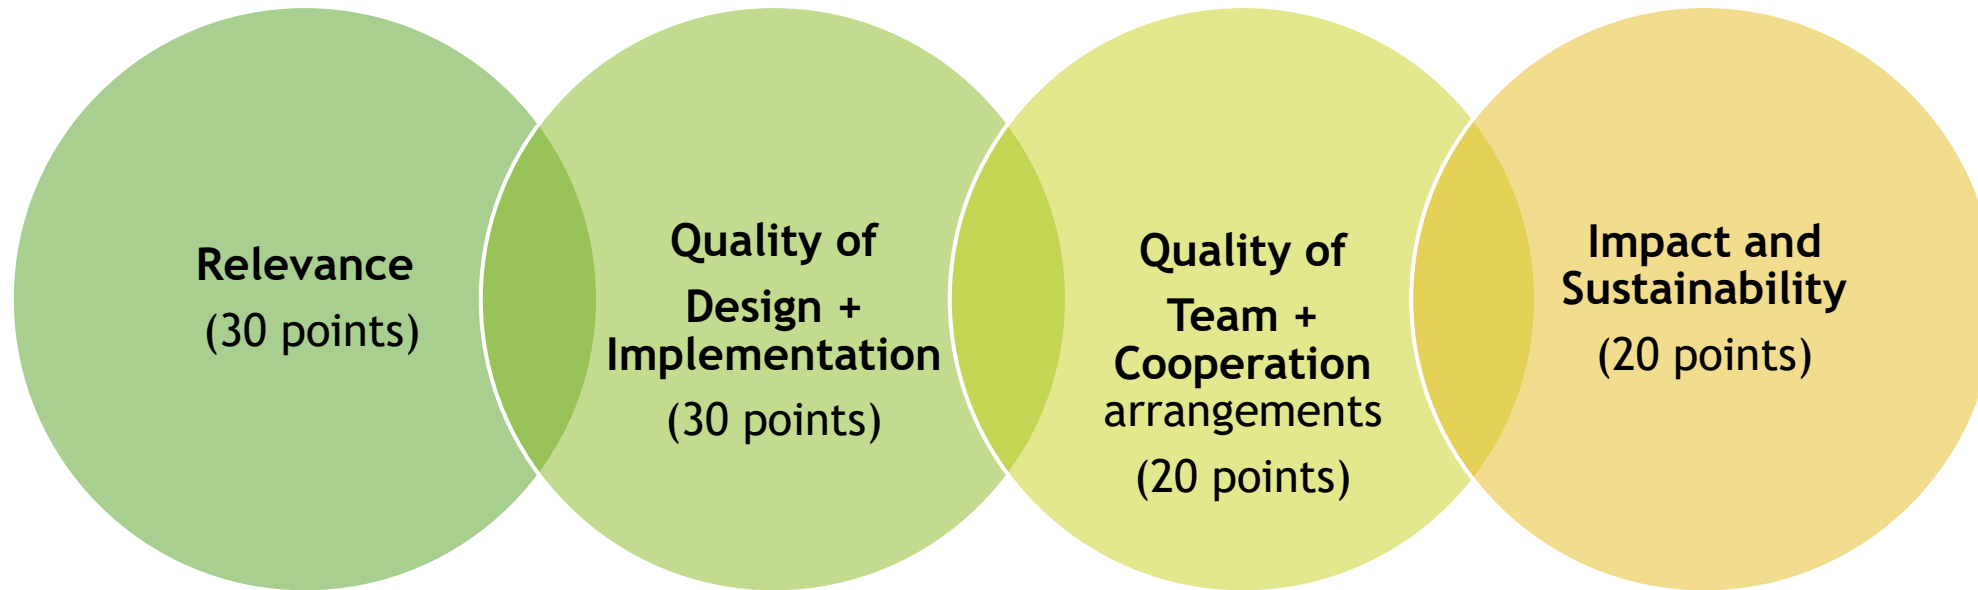 Relevance
(30 points)
Quality of
Design +
Implementation
(30 points)
Quality of
Team +
Cooperation
arrangements
(20 points)
Impact and
Sustainability
(20 points)